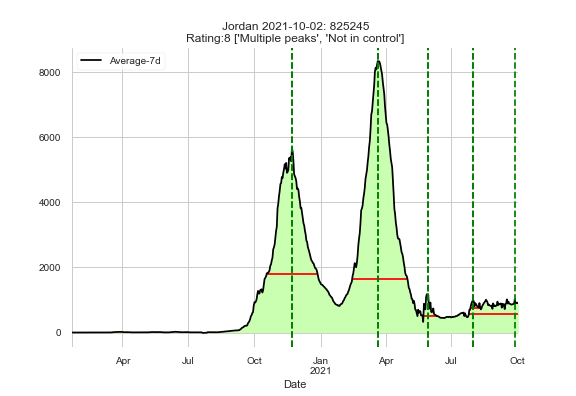 Jordan 2021-10-02: 825245
Rating:8 ['Multiple peaks', 'Not in control']
Average-7d
8000
6000
4000
2000
0
Apr Jul Oct Jan Apr Jul Oct
2021
Date